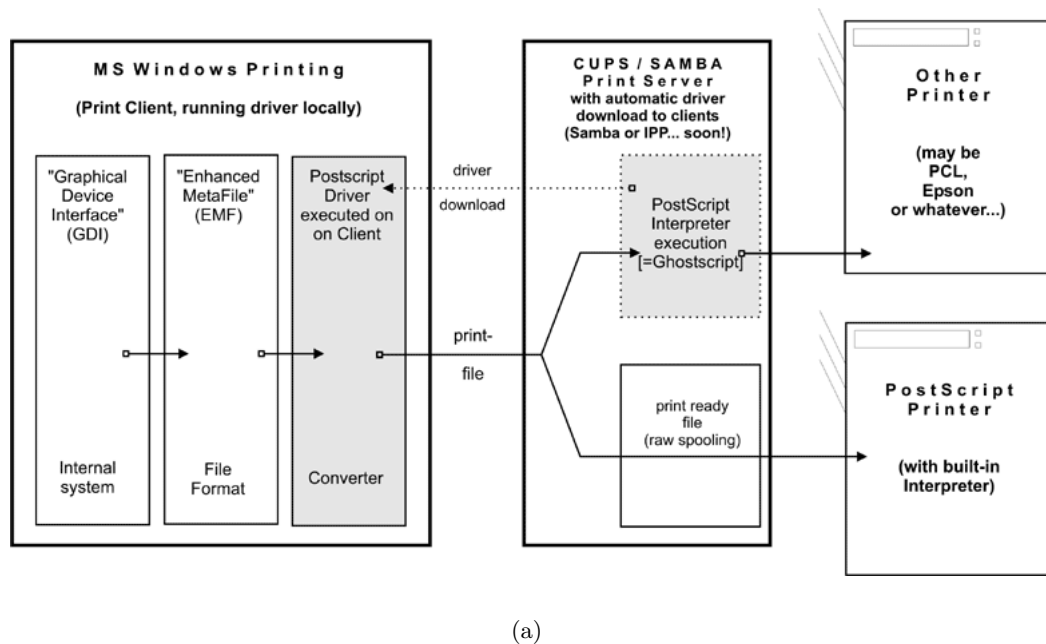 MS Windows Printing
(Print Client, running driver locally)
"Graphical
Device
Interface"
(GDI)
Internal
system
"Enhanced
MetaFile"
(EMF)
File
Format
Postscript
Driver
executed on
on Client
Converter
driver
download
print-
file
CUPS / SAMBA
Print Server
with automatic driver
download to clients
(Samba or IPP... soon!)
PostScript
Interpreter
execution
[=Ghostscript]
print ready
file
(raw spooling)
Other
Printer
(may be
PCL,
Epson
or whatever...)
PostScript
Printer
(with built-in
Interpreter)
(a)